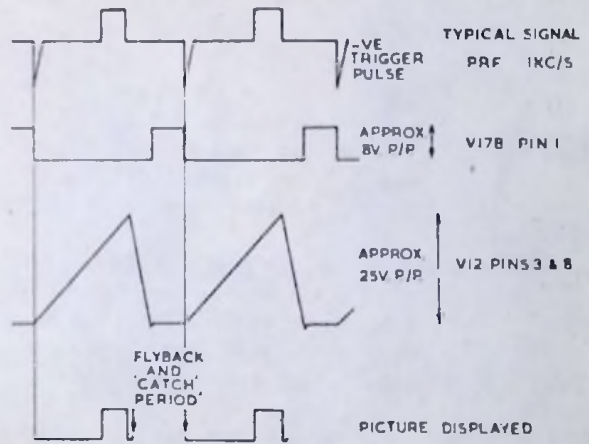 -VE
TRIGGER
PULSE
TYPICAL SIGNAL
PRF 1KC/S
APPROX
8V P/P
V17B PIN 1
APPROX
25V P/P
V12 PINS 3 & 8
FLYBACK
AND
'CATCH'
PERIOD'
PICTURE DISPLAYED